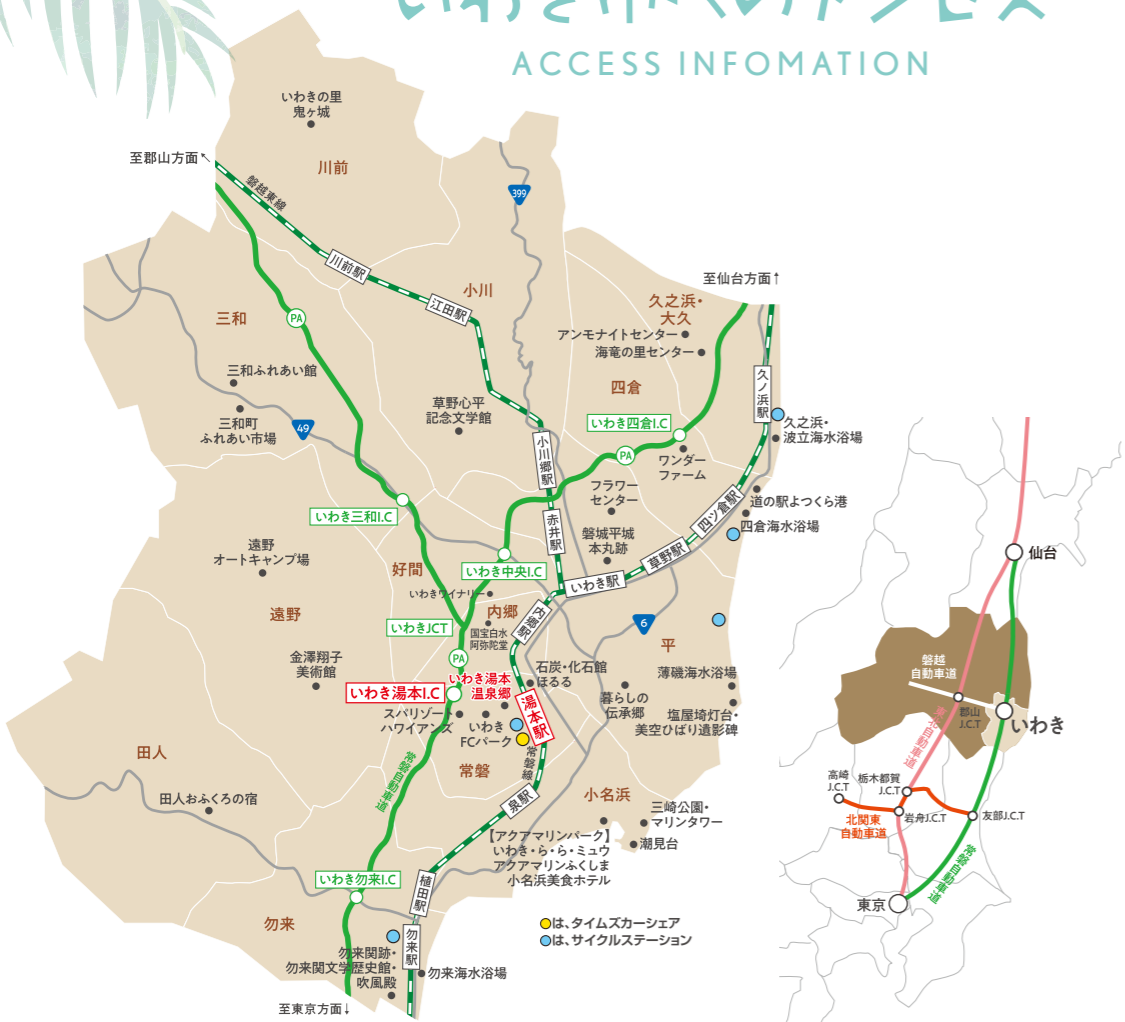 ACCESS INFOMATION
いわきの里
鬼ヶ城
至郡山方面↖
川前
磐越東線
399
川前駅
至仙台方面↑
小川
久之浜・
大久
江田駅
三和
PA
アンモナイトセンター
海竜の里センター
三和ふれあい館
四倉
久ノ浜駅
草野心平
記念文学館
三和町
ふれあい市場
49
いわき四倉I.C
久之浜・
波立海水浴場
小川郷駅
PA
ワンダー
ファーム
フラワー
センター
道の駅よつくら港
四ツ倉駅
いわき三和I.C
四倉海水浴場
赤井駅
磐城平城
本丸跡
遠野
オートキャンプ場
草野駅
いわき中央I.C
好間
いわき駅
いわきワイナリー
遠野
内郷
内郷駅
いわきJCT
国宝白水
阿弥陀堂
6
平
PA
金澤翔子
美術館
石炭・化石館
ほるる
薄磯海水浴場
いわき湯本I.C
いわき湯本
温泉郷
暮らしの
伝承郷
湯本駅
スパリゾート
ハワイアンズ
塩屋埼灯台・
美空ひばり遺影碑
いわき
FCパーク
常磐線
田人
常磐自動車道
常磐
田人おふくろの宿
泉駅
小名浜
三崎公園・
マリンタワー
【アクアマリンパーク】
いわき・ら・ら・ミュウ
アクアマリンふくしま
小名浜美食ホテル
潮見台
いわき勿来I.C
植田駅
勿来
勿来駅
は、タイムズカーシェア
は、サイクルステーション
勿来関跡・
勿来関文学歴史館・
吹風殿
勿来海水浴場
至東京方面↓
仙台
磐越
自動車道
郡山
J.C.T
いわき
東北自動車道
高崎
J.C.T
栃木都賀
J.C.T
北関東
自動車道
岩舟J.C.T
友部J.C.T
常磐自動車道
東京